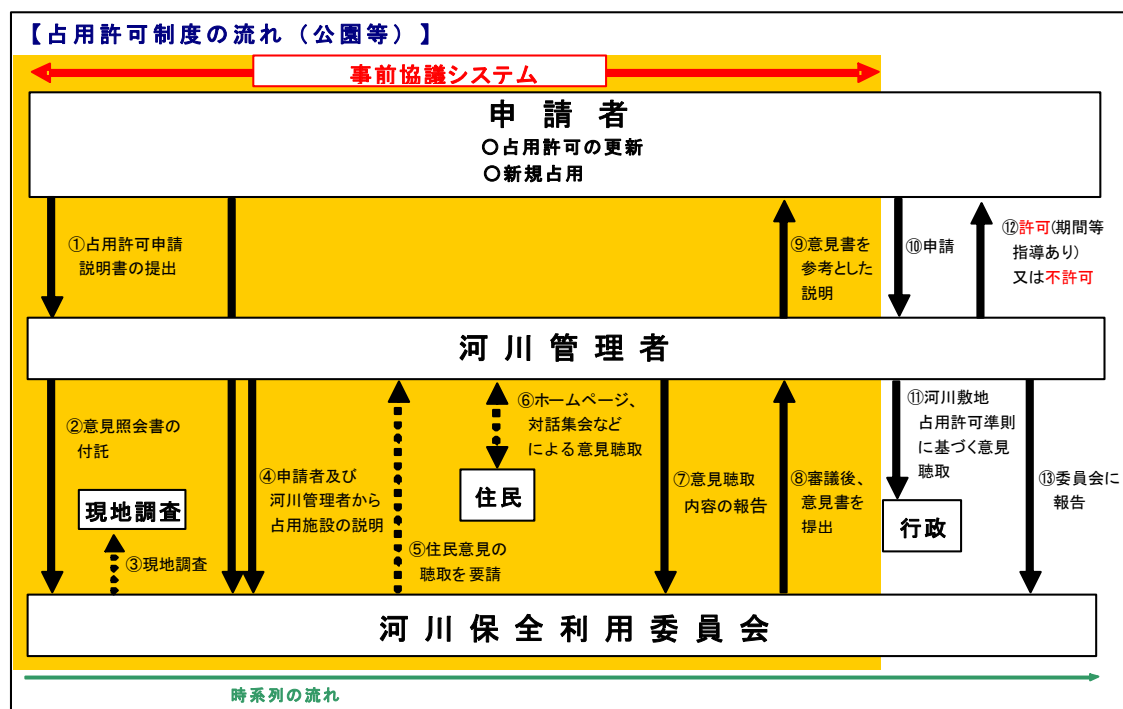 【占用許可制度の流れ（公園等）】
事前協議システム
申請者
○占用許可の更新
○新規占用
①占用許可申請
説明書の提出
⑨意見書を
参考とした
説明
⑩申請
⑫許可(期間等
指導あり)
又は不許可
河川管理者
②意見照会書の
付託
現地調査
③現地調査
④申請者及び
河川管理者から
占用施設の説明
⑤住民意見の
聴取を要請
⑥ホームページ、
対話集会など
による意見聴取
住民
⑦意見聴取
内容の報告
⑧審議後、
意見書を
提出
⑪河川敷地
占用許可準則
に基づく意見
聴取
行政
⑬委員会に
報告
河川保全利用委員会
時系列の流れ